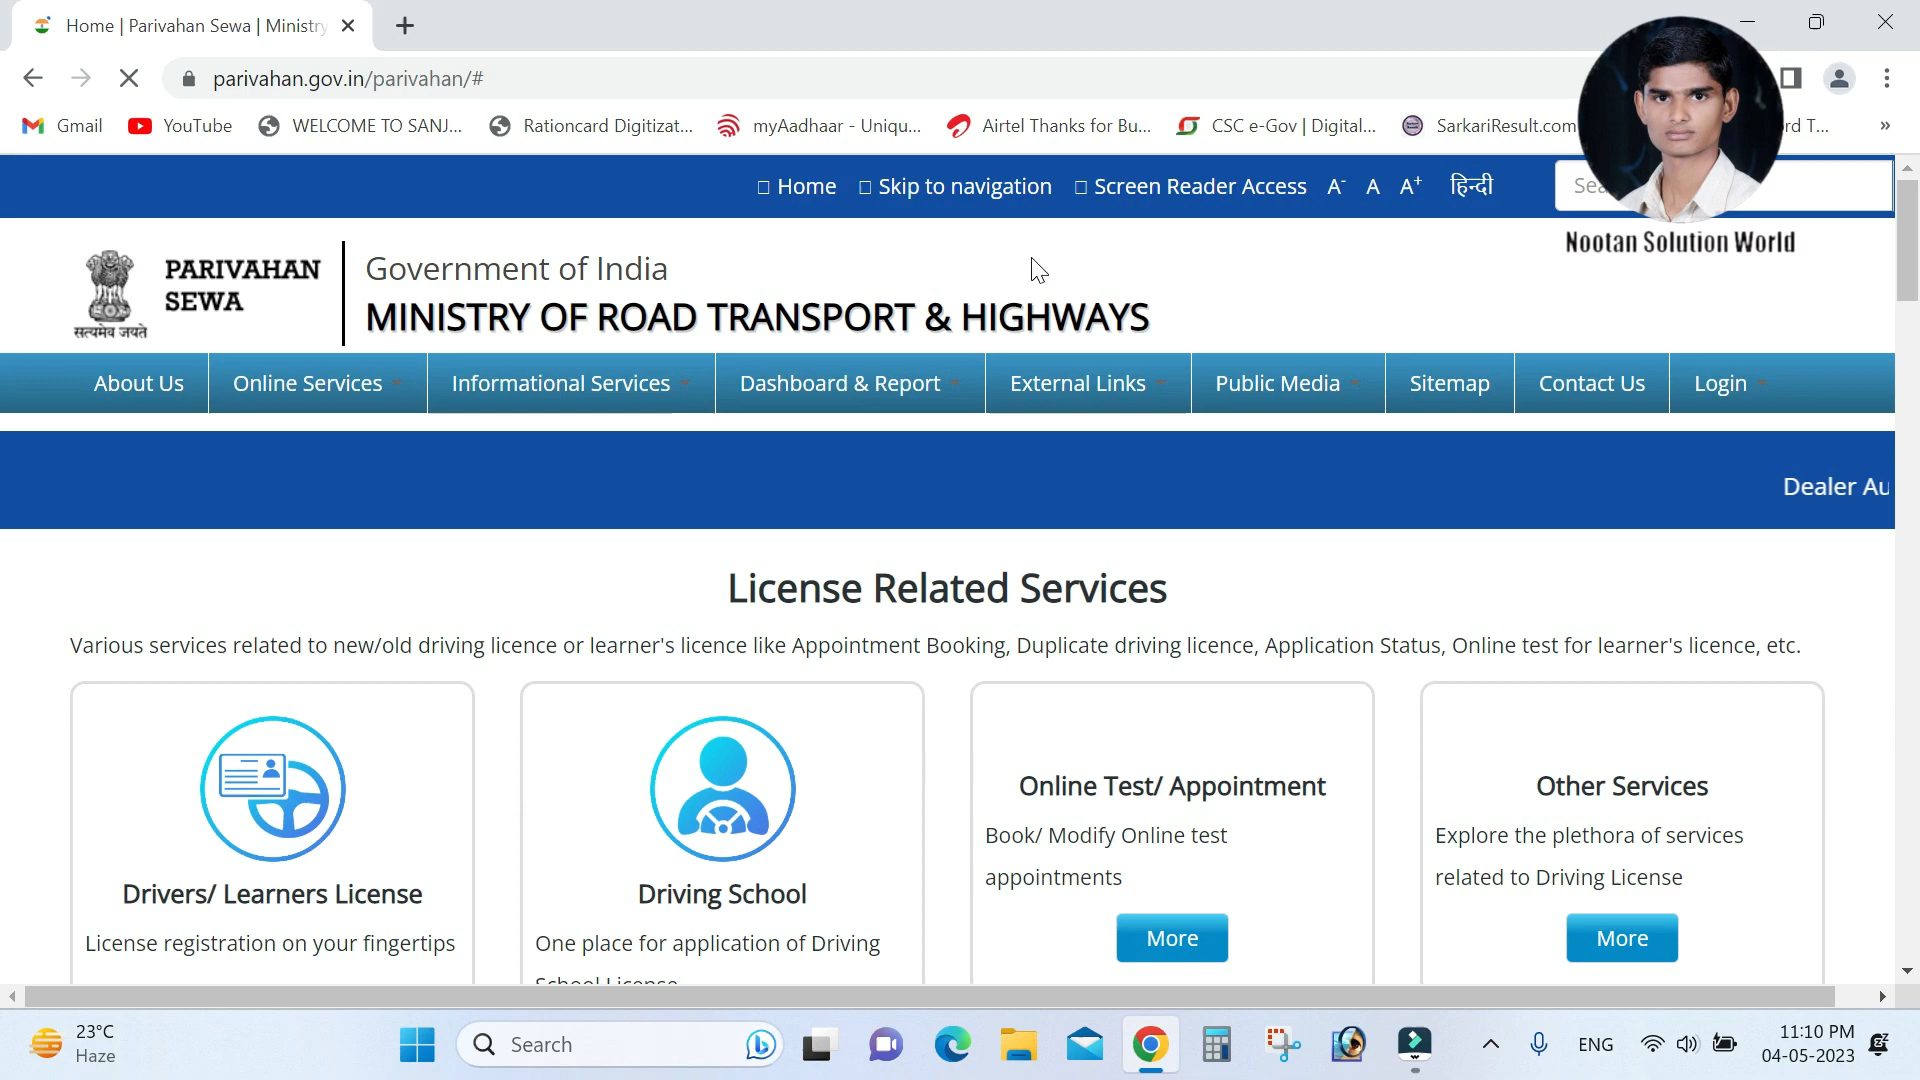 Home | Parivahan Sewa | Ministry
parivahan.gov.in/parivahan/#
Gmail
YouTube
WELCOME TO SANJ...
Rationcard Digitizat...
myAadhaar - Uniqu...
Airtel Thanks for Bu...
CSC e-Gov | Digital...
SarkariResult.com
rd T...
Home
Skip to navigation
Screen Reader Access
A-
A
A+
हिन्दी
Nootan Solution World
सत्यमेव जयते
PARIVAHAN
SEWA
Government of India
MINISTRY OF ROAD TRANSPORT & HIGHWAYS
About Us
Online Services
Informational Services
Dashboard & Report
External Links
Public Media
Sitemap
Contact Us
Login
Dealer Au
License Related Services
Various services related to new/old driving licence or learner's licence like Appointment Booking, Duplicate driving licence, Application Status, Online test for learner's licence, etc.
Drivers/ Learners License
License registration on your fingertips
Driving School
One place for application of Driving
School License
Online Test/ Appointment
Book/ Modify Online test
appointments
More
Other Services
Explore the plethora of services
related to Driving License
More
23°C
Haze
Search
ENG
11:10 PM
04-05-2023